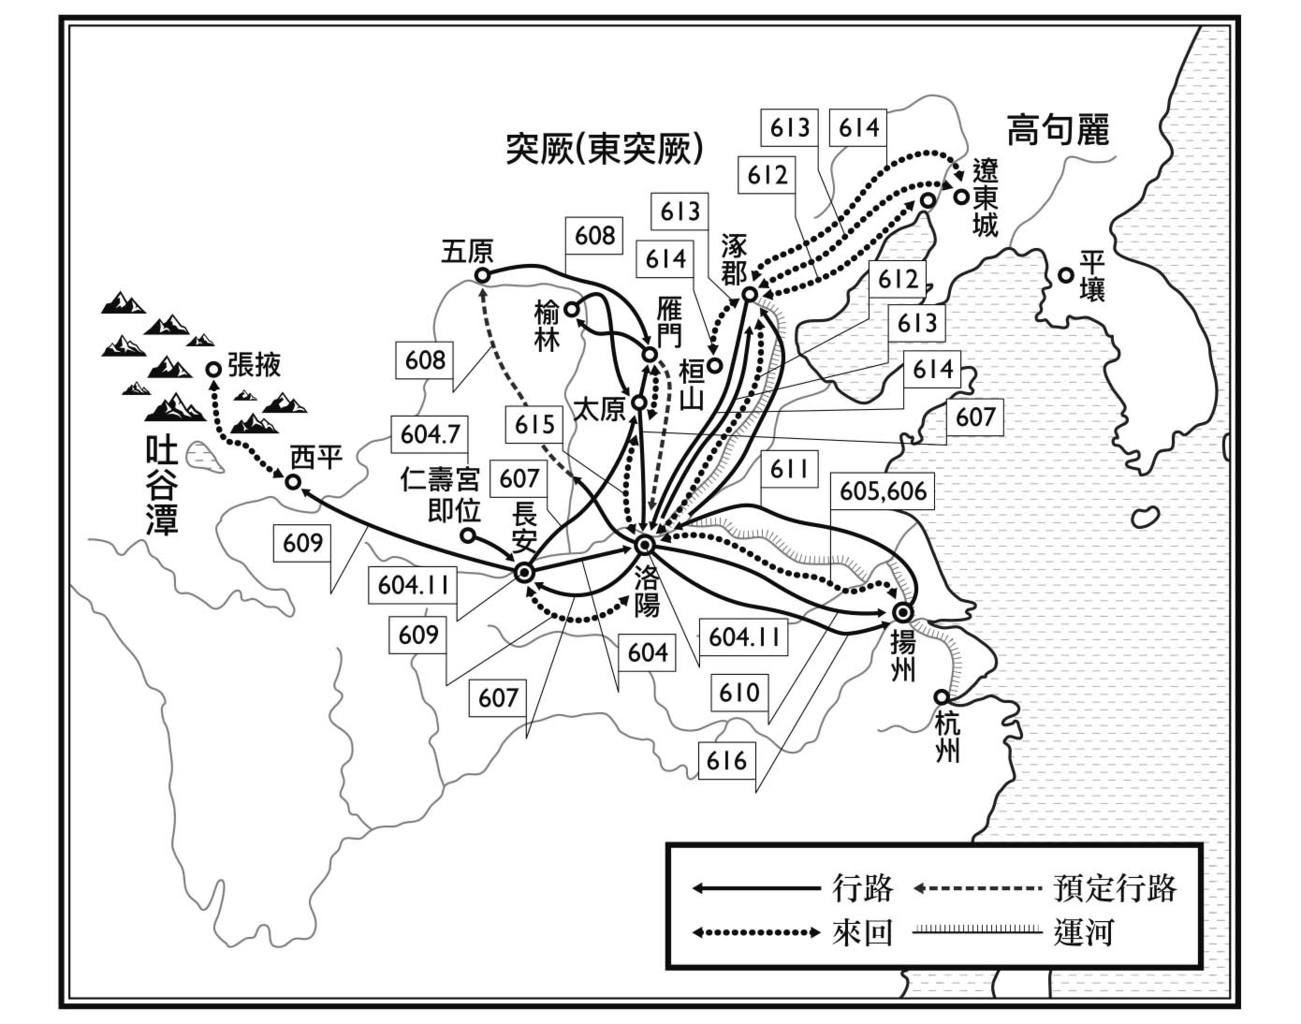 613
614
高句麗
突厥(東突厥)
612
遼東城
613
608
五原
614
涿郡
平壤
612
榆林
雁門
613
608
張掖
桓山
614
太原
604.7
615
607
吐谷渾
西平
仁壽宮
即位
607
長安
611
605,606
609
604.11
洛陽
609
604
604.11
揚州
607
610
杭州
616
行路
預定行路
來回
運河